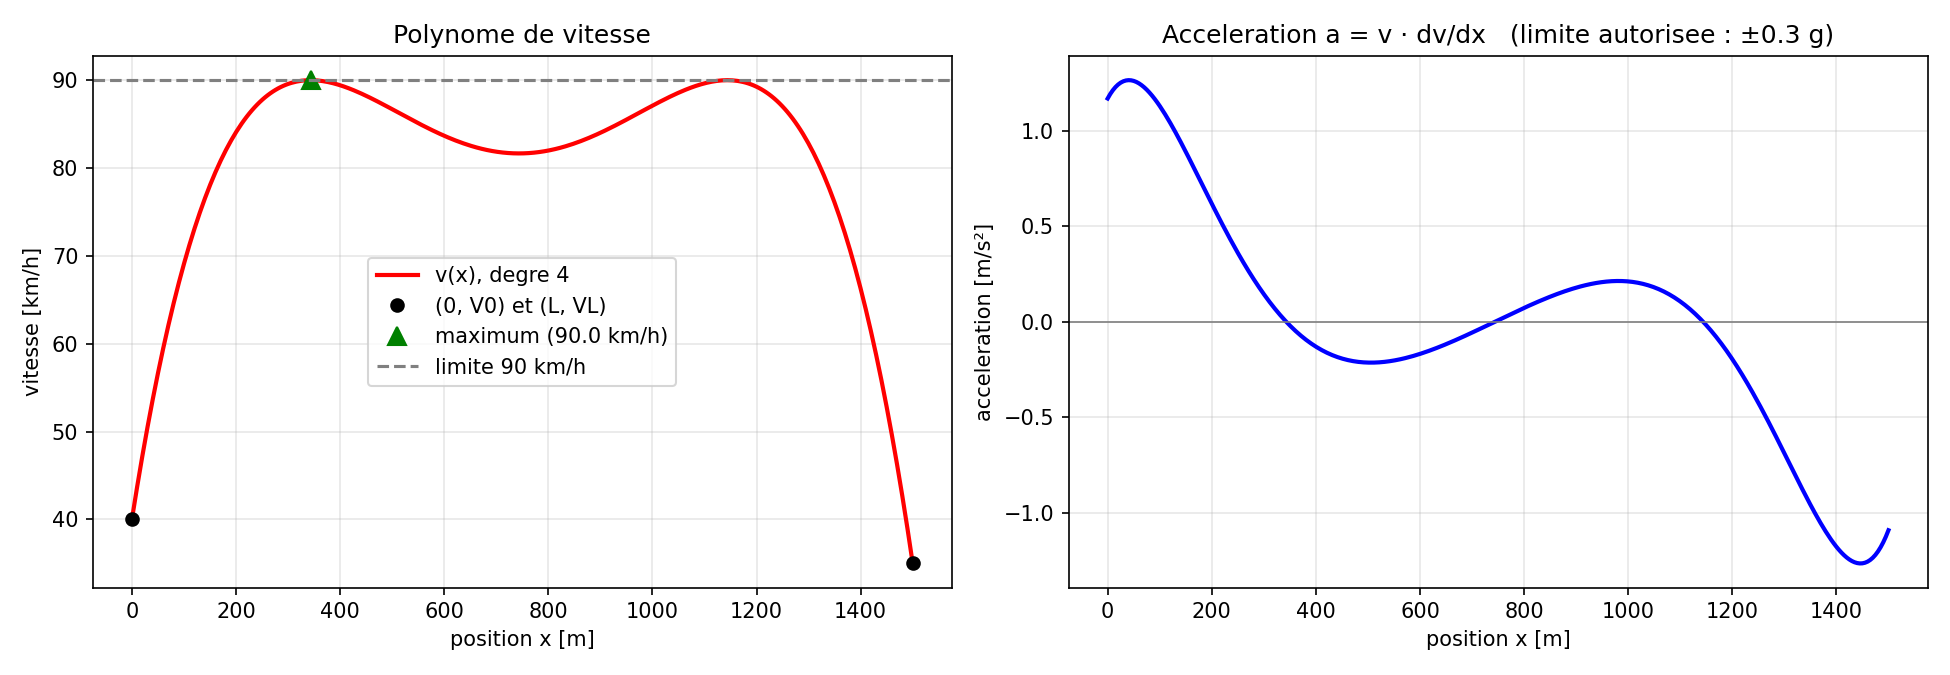 Polynome de vitesse
90
80
70
60
50
40
vitesse [km/h]
v(x), degre 4
(0, V0) et (L, VL)
maximum (90.0 km/h)
limite 90 km/h
0 200 400 600 800 1000 1200 1400
position x [m]
Acceleration a = v · dv/dx (limite autorisee : ±0.3 g)
1.0
0.5
0.0
−0.5
−1.0
acceleration [m/s²]
0 200 400 600 800 1000 1200 1400
position x [m]